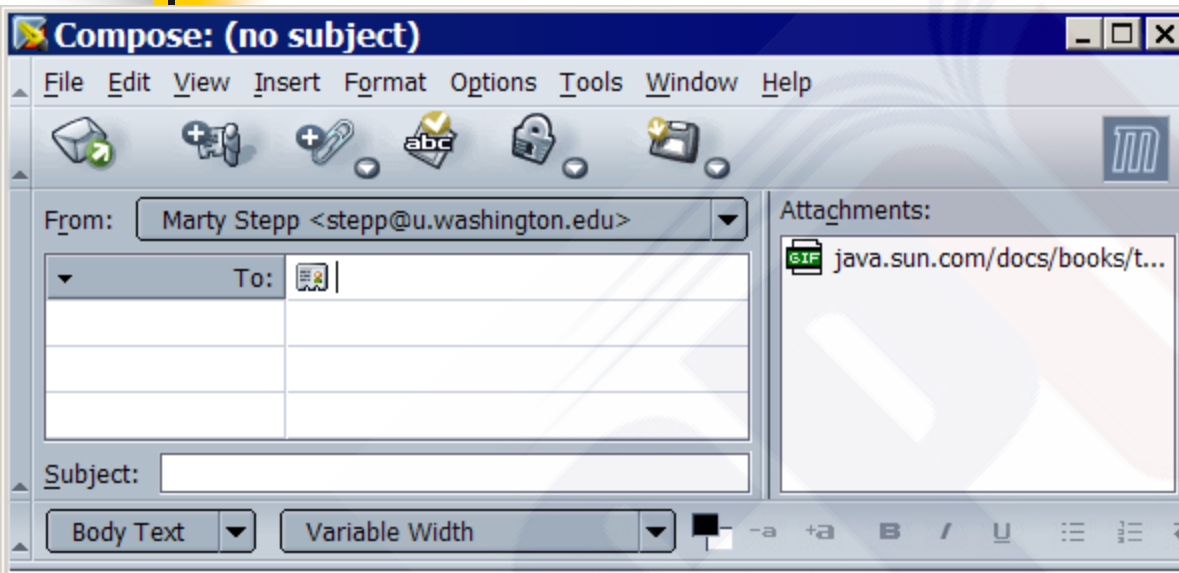 Compose: (no subject)
File Edit View Insert Format Options Tools Window Help
abc
From: Marty Stepp <stepp@u.washington.edu>
Attachments:
To:
GIF java.sun.com/docs/books/t...
Subject:
Body Text Variable Width -a +a B I U